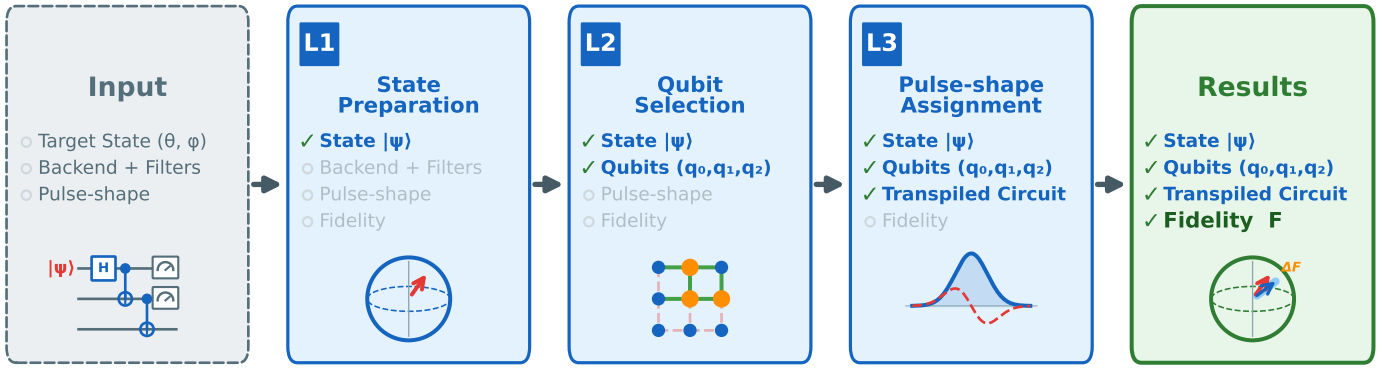 Input
Target State (θ, φ)
Backend + Filters
Pulse-shape
|ψ⟩
H
L1
State
Preparation
✓ State |ψ⟩
Backend + Filters
Pulse-shape
Fidelity
L2
Qubit
Selection
✓ State |ψ⟩
✓ Qubits (q₀,q₁,q₂)
Pulse-shape
Fidelity
L3
Pulse-shape
Assignment
✓ State |ψ⟩
✓ Qubits (q₀,q₁,q₂)
✓ Transpiled Circuit
Fidelity
Results
✓ State |ψ⟩
✓ Qubits (q₀,q₁,q₂)
✓ Transpiled Circuit
✓ Fidelity F
ΔF